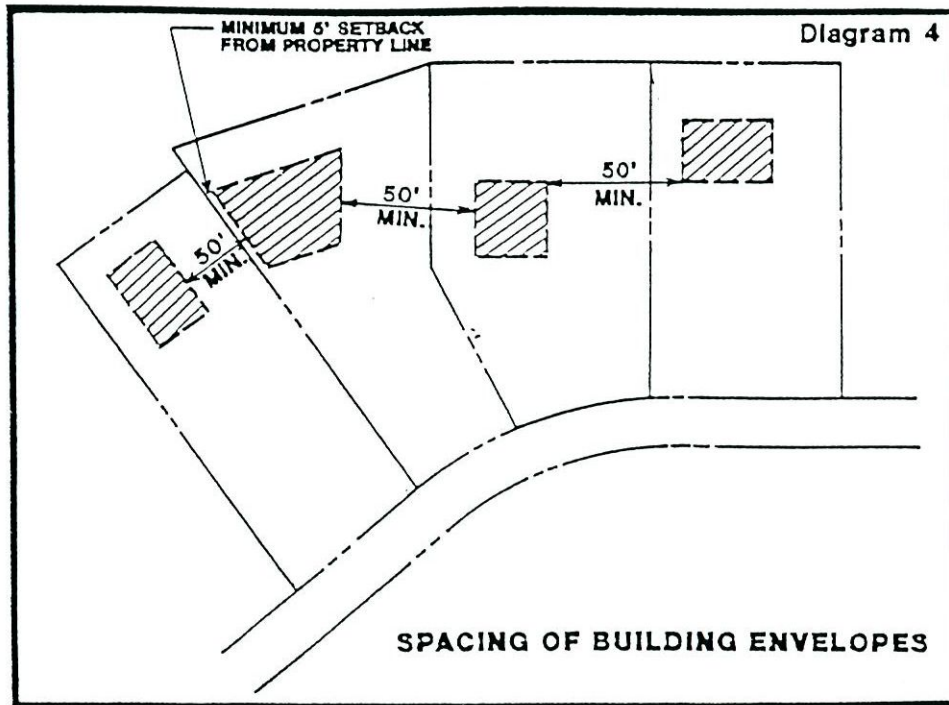 MINIMUM 5' SETBACK
FROM PROPERTY LINE
Diagram 4
50'
MIN.
50'
MIN.
50'
MIN.
SPACING OF BUILDING ENVELOPES